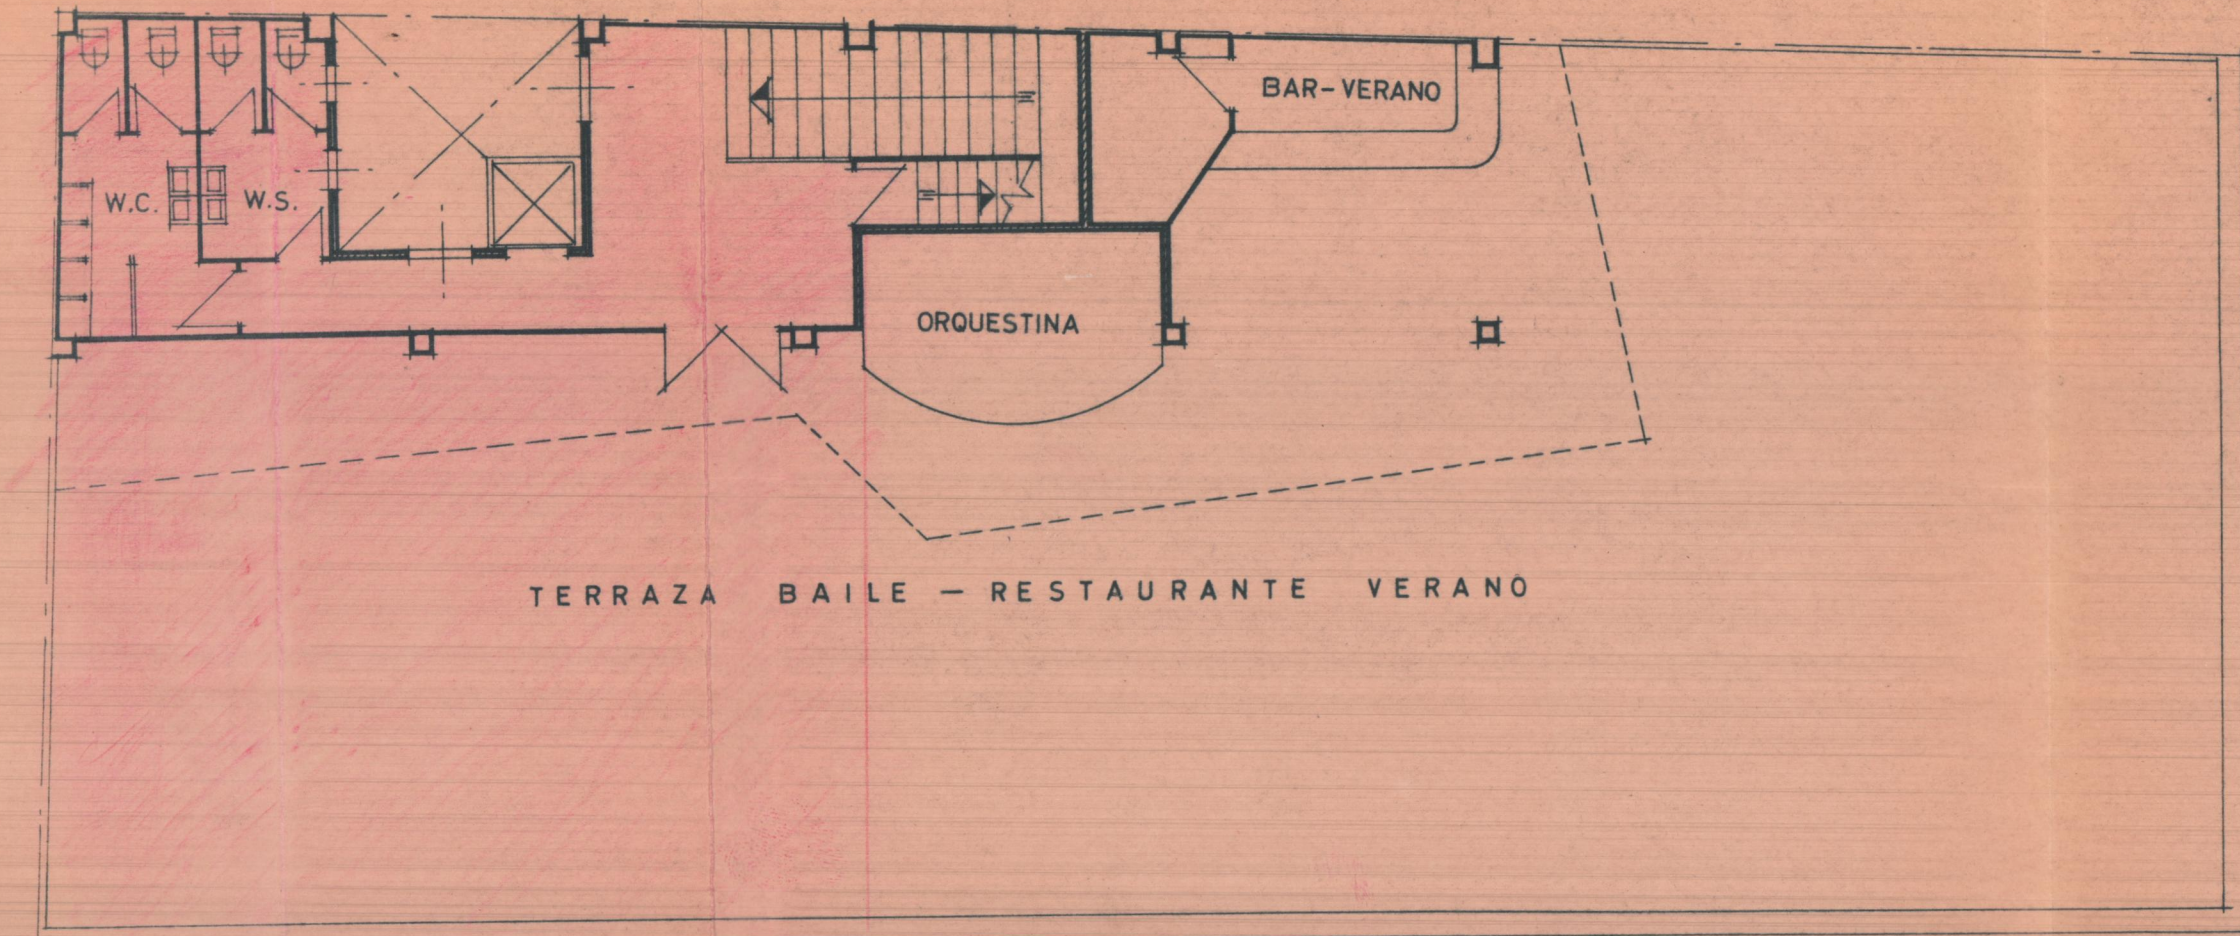 BAR-VERANO
W.C.
W.S.
ORQUESTINA
TERRAZA BAILE – RESTAURANTE VERANO